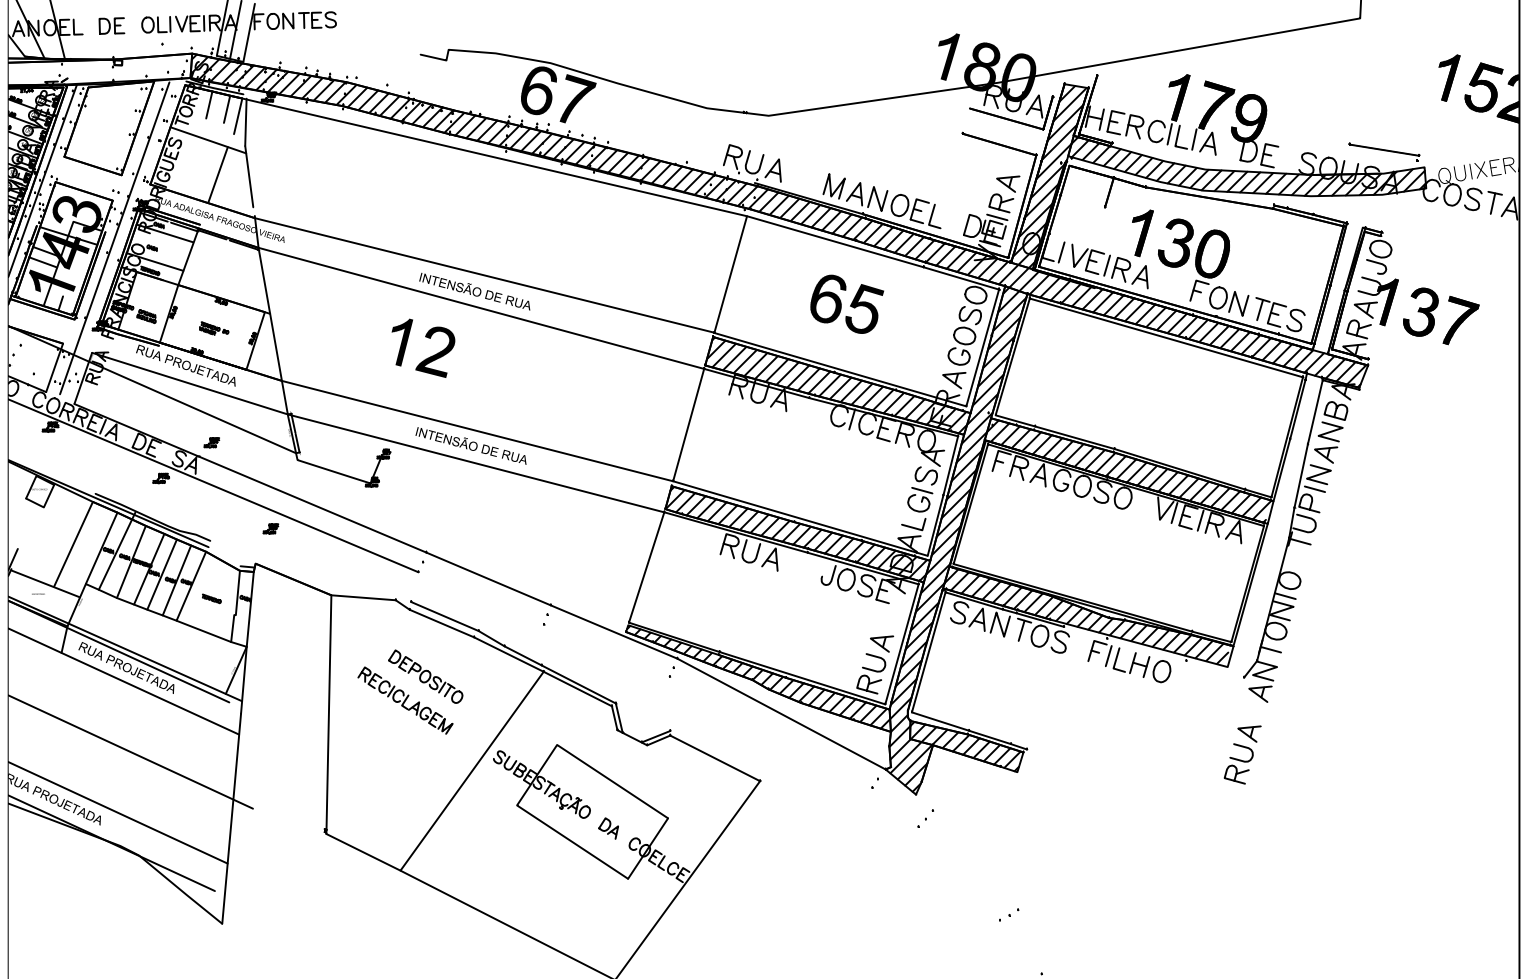 ANOEL DE OLIVEIRA FONTES
67
180
179
152
RUA HERCILIA DE SOUSA COSTA
QUIXER
RUA MANOEL DE OLIVEIRA FONTES
143
RUA FRANCISCO RODRIGUES TORRES
RUA ADALGISA FRAGOSO VIEIRA
INTENSÃO DE RUA
12
65
130
137
RUA PROJETADA
INTENSÃO DE RUA
RUA CICERO FRAGOSO VIEIRA
O CORREIA DE SA
RUA JOSE SANTOS FILHO
RUA ADALGISA FRAGOSO VIEIRA
RUA ANTONIO TUPINANBA ARAUJO
RUA PROJETADA
DEPOSITO
RECICLAGEM
SUBESTAÇÃO DA COELCE
RUA PROJETADA